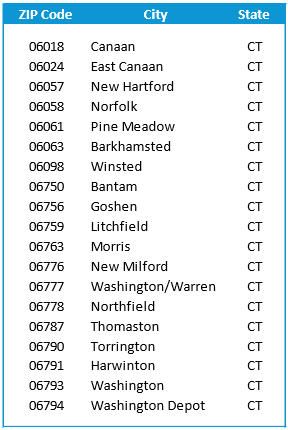 ZIP Code City State
06018 Canaan CT
06024 East Canaan CT
06057 New Hartford CT
06058 Norfolk CT
06061 Pine Meadow CT
06063 Barkhamsted CT
06098 Winsted CT
06750 Bantam CT
06756 Goshen CT
06759 Litchfield CT
06763 Morris CT
06776 New Milford CT
06777 Washington/Warren CT
06778 Northfield CT
06787 Thomaston CT
06790 Torrington CT
06791 Harwinton CT
06793 Washington CT
06794 Washington Depot CT